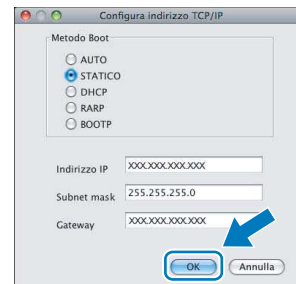 Configura indirizzo TCP/IP
Metodo Boot
AUTO
STATICO
DHCP
RARP
BOOTP
Indirizzo IP XXX.XXX.XXX.XXX
Subnet mask 255.255.255.0
Gateway XXX.XXX.XXX.XXX
OK Annulla